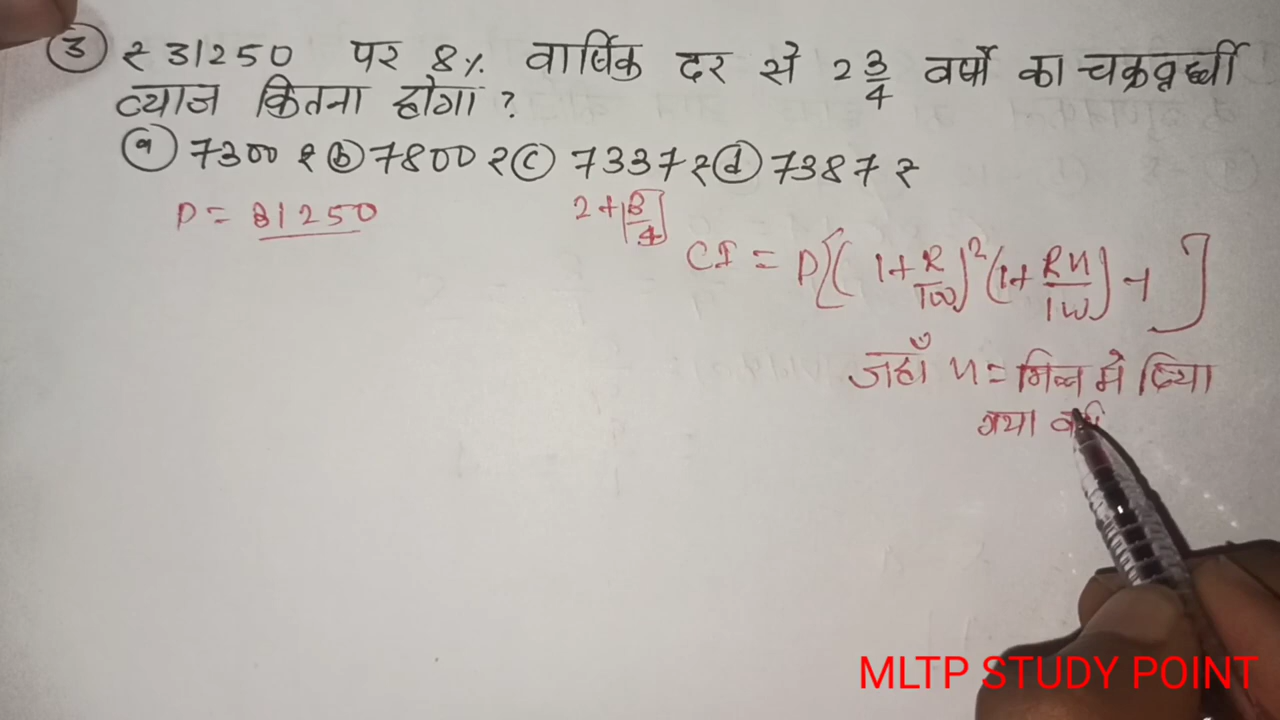 ③ ₹ 31250 पर 8% वार्षिक दर से 2 3/4 वर्षो का चक्रवृद्धी
ब्याज कितना होगा ?
ⓐ 7300 ₹ ⓑ 7800 ₹ ⓒ 7337 ₹ ⓓ 7387 ₹
P = 31250
2 + 3/4
CI = P[(1+R/100)²(1+Rn/100) - 1]
जहाँ n = भिन्न मे दिया
गया वर्ष
MLTP STUDY POINT